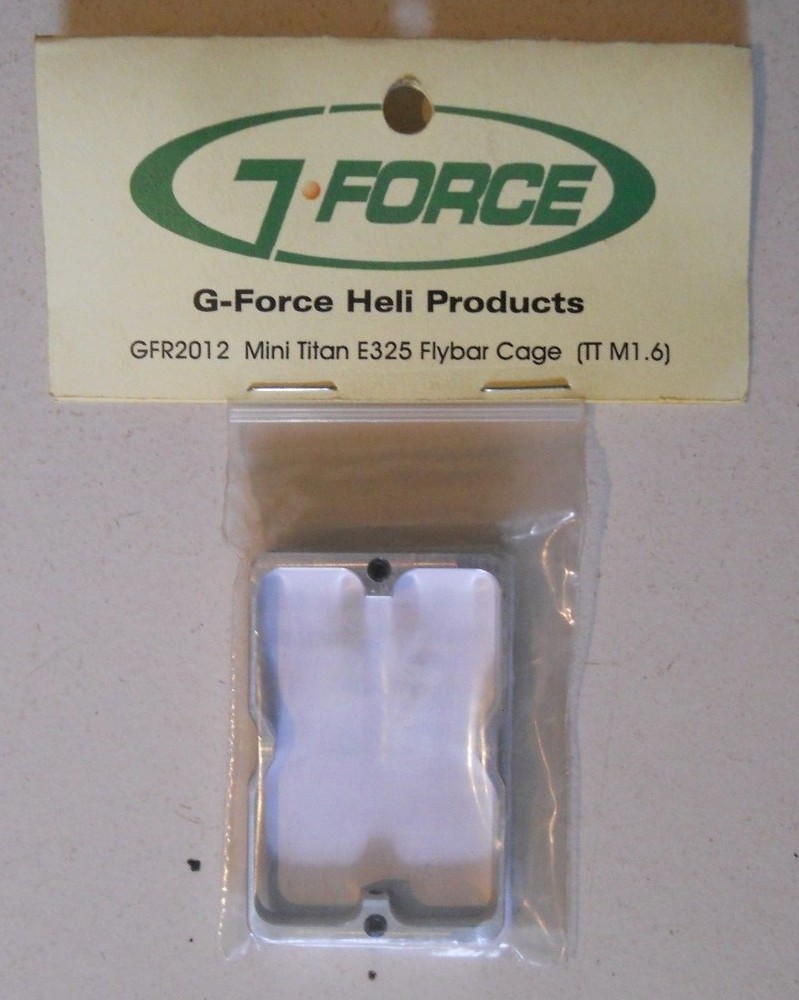 G·FORCE
G-Force Heli Products
GFR2012 Mini Titan E325 Flybar Cage (TT M1.6)